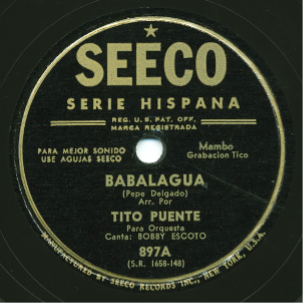 SEECO
SERIE HISPANA
REG. U.S. PAT. OFF.
MARCA REGISTRADA
PARA MEJOR SONIDO
USE AGUJAS SEECO
Mambo
Grabacion Tico
BABALAGUA
(Pepe Delgado)
Arr. Por
TITO PUENTE
Para Orquesta
Canta: BOBBY ESCOTO
897A
(S.R. 1658-148)
MANUFACTURED BY SEECO RECORDS INC., NEW YORK, U.S.A.